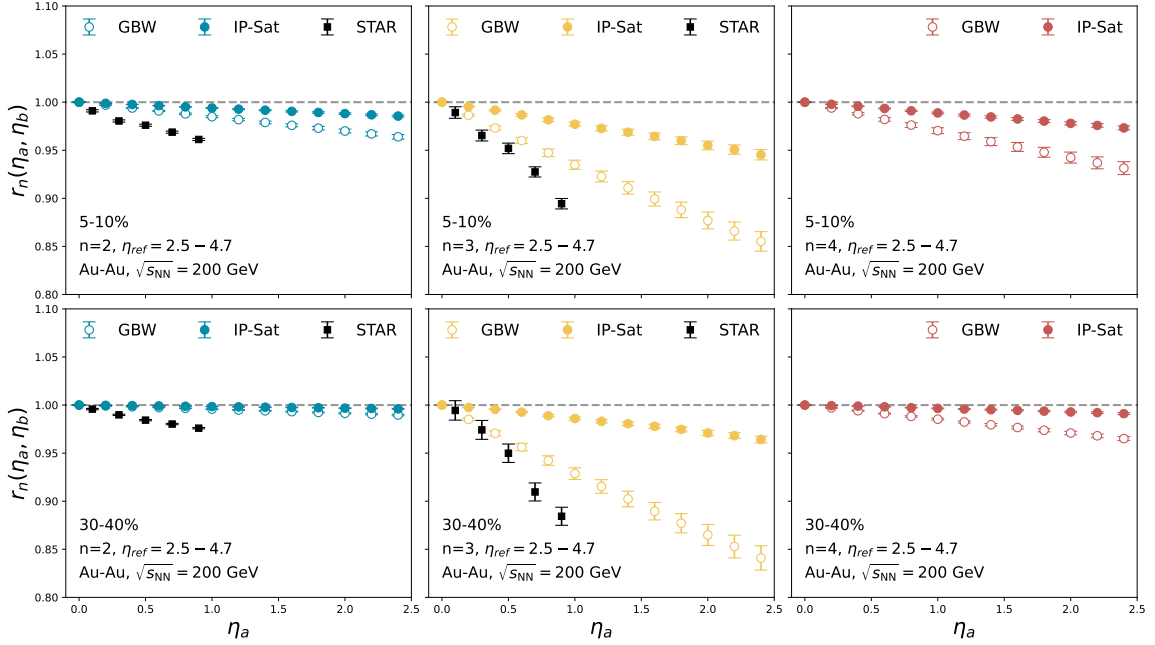 GBW IP-Sat STAR
1.10
1.05
1.00
0.95
0.90
0.85
0.80
r_n(η_a, η_b)
5-10%
n=2, η_ref = 2.5 − 4.7
Au-Au, √s_NN = 200 GeV
GBW IP-Sat STAR
5-10%
n=3, η_ref = 2.5 − 4.7
Au-Au, √s_NN = 200 GeV
GBW IP-Sat
5-10%
n=4, η_ref = 2.5 − 4.7
Au-Au, √s_NN = 200 GeV
GBW IP-Sat STAR
1.10
1.05
1.00
0.95
0.90
0.85
0.80
r_n(η_a, η_b)
30-40%
n=2, η_ref = 2.5 − 4.7
Au-Au, √s_NN = 200 GeV
0.0 0.5 1.0 1.5 2.0 2.5
η_a
GBW IP-Sat STAR
30-40%
n=3, η_ref = 2.5 − 4.7
Au-Au, √s_NN = 200 GeV
0.0 0.5 1.0 1.5 2.0 2.5
η_a
GBW IP-Sat
30-40%
n=4, η_ref = 2.5 − 4.7
Au-Au, √s_NN = 200 GeV
0.0 0.5 1.0 1.5 2.0 2.5
η_a